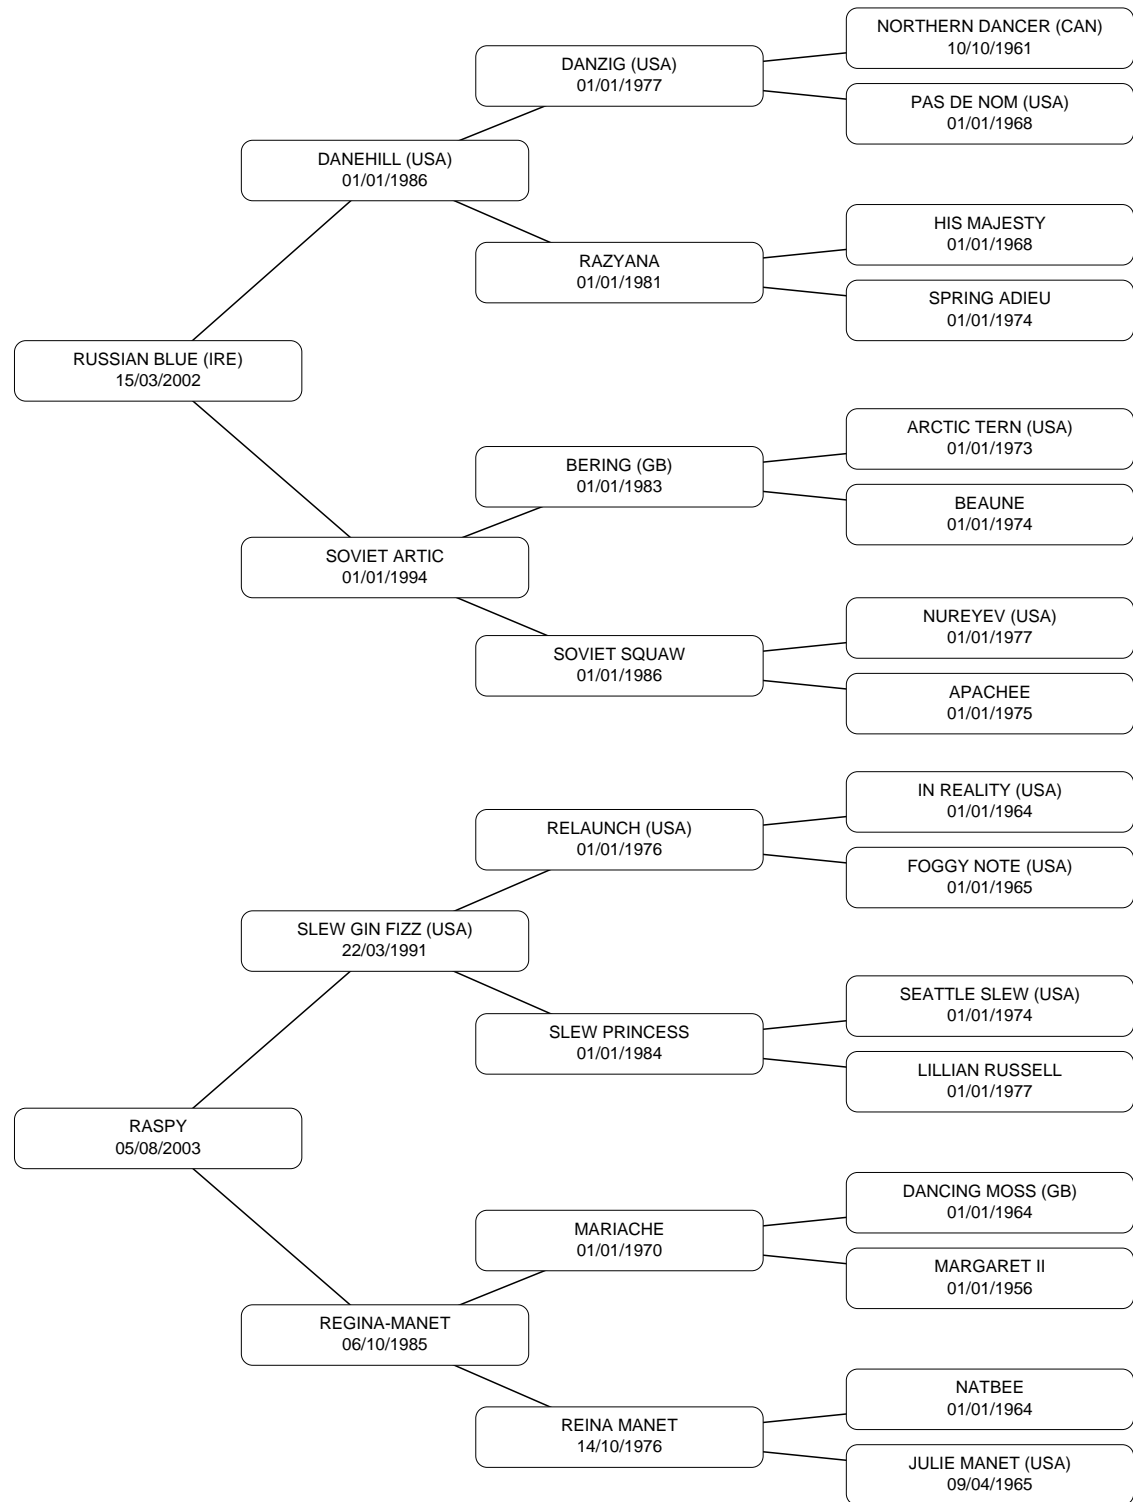 NORTHERN DANCER (CAN)
10/10/1961
DANZIG (USA)
01/01/1977
PAS DE NOM (USA)
01/01/1968
DANEHILL (USA)
01/01/1986
HIS MAJESTY
01/01/1968
RAZYANA
01/01/1981
SPRING ADIEU
01/01/1974
RUSSIAN BLUE (IRE)
15/03/2002
ARCTIC TERN (USA)
01/01/1973
BERING (GB)
01/01/1983
BEAUNE
01/01/1974
SOVIET ARTIC
01/01/1994
NUREYEV (USA)
01/01/1977
SOVIET SQUAW
01/01/1986
APACHEE
01/01/1975
IN REALITY (USA)
01/01/1964
RELAUNCH (USA)
01/01/1976
FOGGY NOTE (USA)
01/01/1965
SLEW GIN FIZZ (USA)
22/03/1991
SEATTLE SLEW (USA)
01/01/1974
SLEW PRINCESS
01/01/1984
LILLIAN RUSSELL
01/01/1977
RASPY
05/08/2003
DANCING MOSS (GB)
01/01/1964
MARIACHE
01/01/1970
MARGARET II
01/01/1956
REGINA-MANET
06/10/1985
NATBEE
01/01/1964
REINA MANET
14/10/1976
JULIE MANET (USA)
09/04/1965